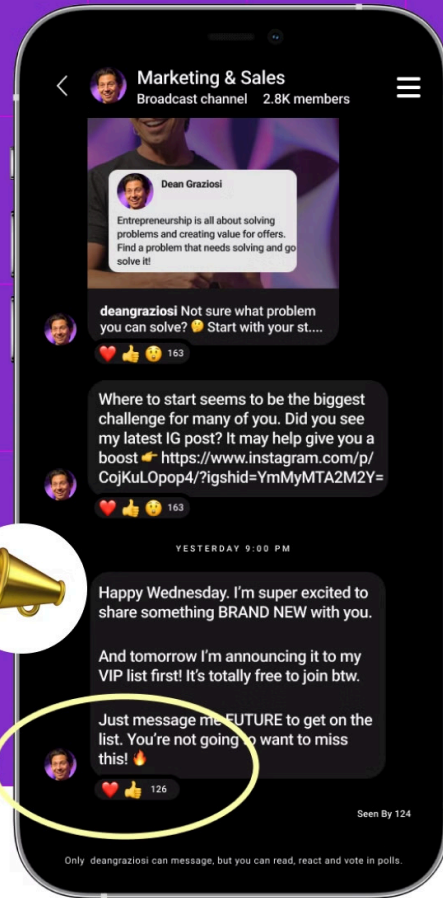 Marketing & Sales
Broadcast channel 2.8K members
Dean Graziosi
Entrepreneurship is all about solving
problems and creating value for offers.
Find a problem that needs solving and go
solve it!
deangraziosi Not sure what problem
you can solve? 🤔 Start with your st....
❤️ 👍 😲 163
Where to start seems to be the biggest
challenge for many of you. Did you see
my latest IG post? It may help give you a
boost 👉 https://www.instagram.com/p/
CojKuLOpop4/?igshid=YmMyMTA2M2Y=
❤️ 👍 😲 163
YESTERDAY 9:00 PM
Happy Wednesday. I'm super excited to
share something BRAND NEW with you.
And tomorrow I'm announcing it to my
VIP list first! It's totally free to join btw.
Just message me FUTURE to get on the
list. You're not going to want to miss
this! 🔥
❤️ 👍 126
Seen By 124
Only deangraziosi can message, but you can read, react and vote in polls.